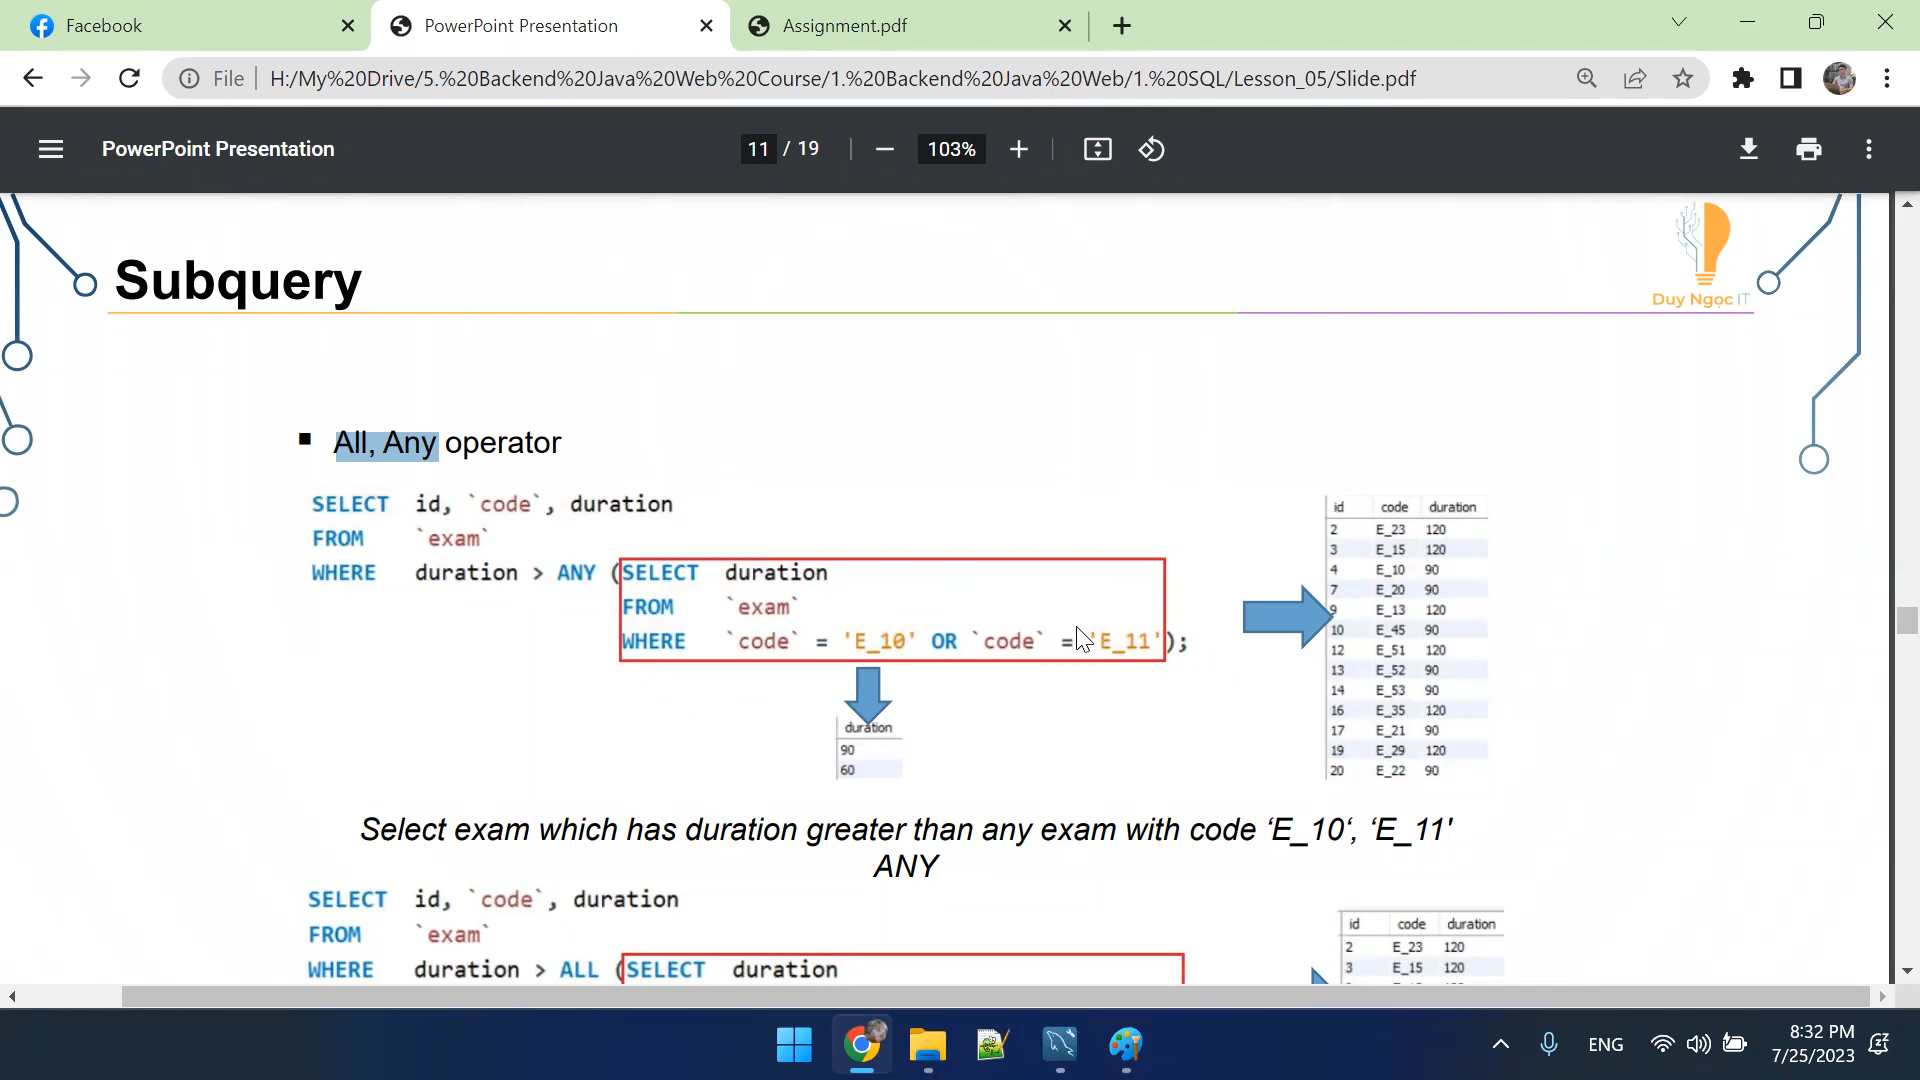 Facebook
PowerPoint Presentation
Assignment.pdf
File
H:/My%20Drive/5.%20Backend%20Java%20Web%20Course/1.%20Backend%20Java%20Web/1.%20SQL/Lesson_05/Slide.pdf
PowerPoint Presentation
11 / 19
103%
Subquery
Duy Ngọc IT
All, Any operator
SELECT id, `code`, duration
FROM `exam`
WHERE duration > ANY (SELECT duration
FROM `exam`
WHERE `code` = 'E_10' OR `code` = 'E_11');
duration
90
60
id code duration
2 E_23 120
3 E_15 120
4 E_10 90
7 E_20 90
9 E_13 120
10 E_45 90
12 E_51 120
13 E_52 90
14 E_53 90
16 E_35 120
17 E_21 90
19 E_29 120
20 E_22 90
Select exam which has duration greater than any exam with code ‘E_10‘, ‘E_11'
ANY
SELECT id, `code`, duration
FROM `exam`
WHERE duration > ALL (SELECT duration
id code duration
2 E_23 120
3 E_15 120
ENG
8:32 PM
7/25/2023